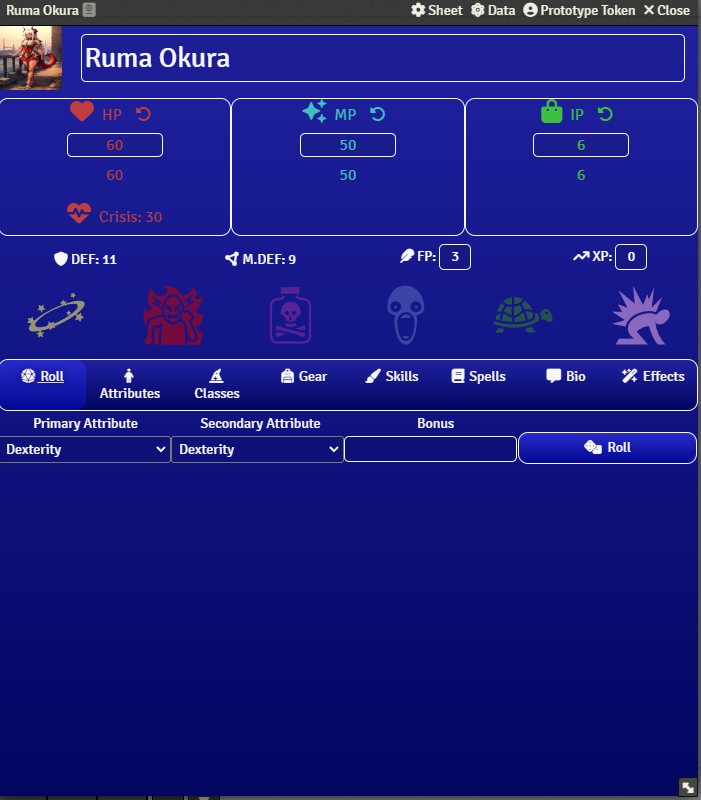 Ruma Okura Sheet Data Prototype Token Close
Ruma Okura
HP MP IP
60 50 6
60 50 6
Crisis: 30
DEF: 11 M.DEF: 9 FP: 3 XP: 0
Roll Attributes Classes Gear Skills Spells Bio Effects
Primary Attribute Secondary Attribute Bonus
Dexterity Dexterity Roll